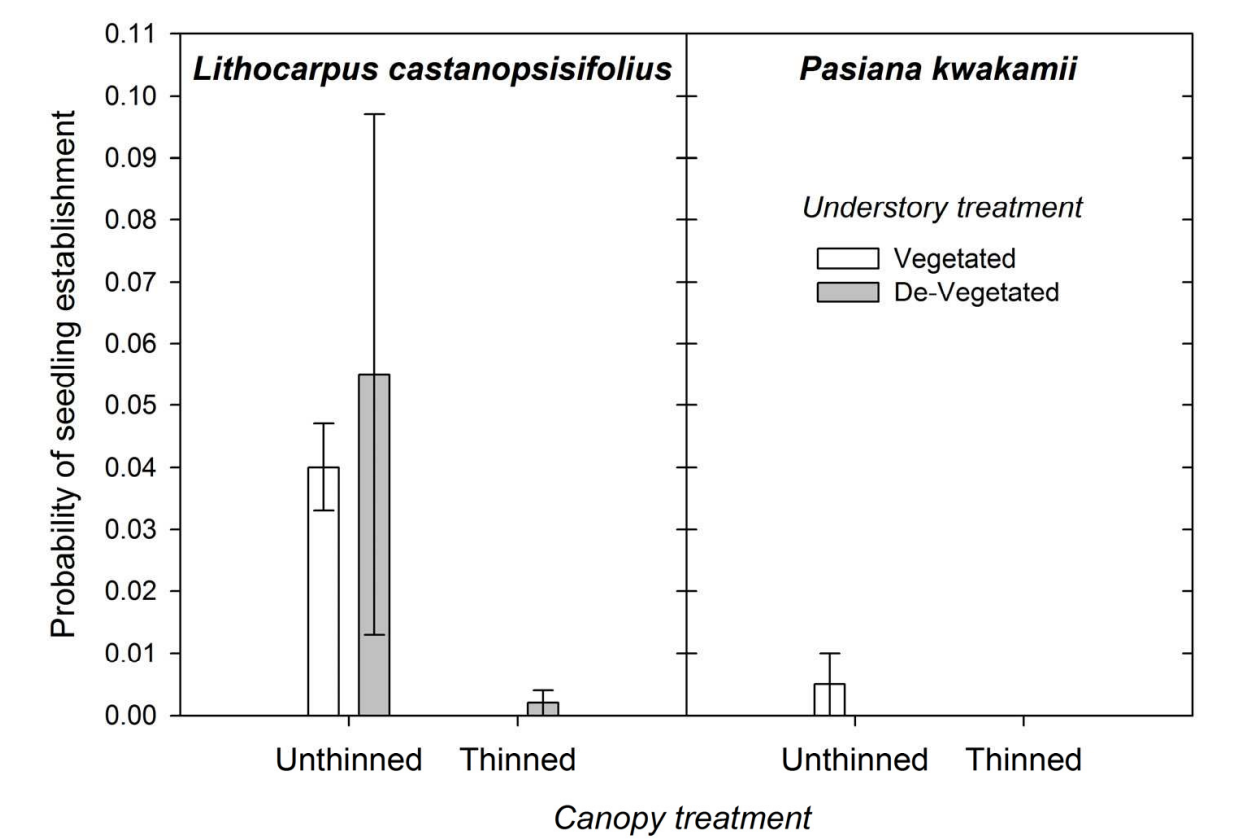 Lithocarpus castanopsisifolius
Pasiana kwakamii
Probability of seedling establishment
0.11
0.10
0.09
0.08
0.07
0.06
0.05
0.04
0.03
0.02
0.01
0.00
Understory treatment
Vegetated
De-Vegetated
Unthinned Thinned Unthinned Thinned
Canopy treatment